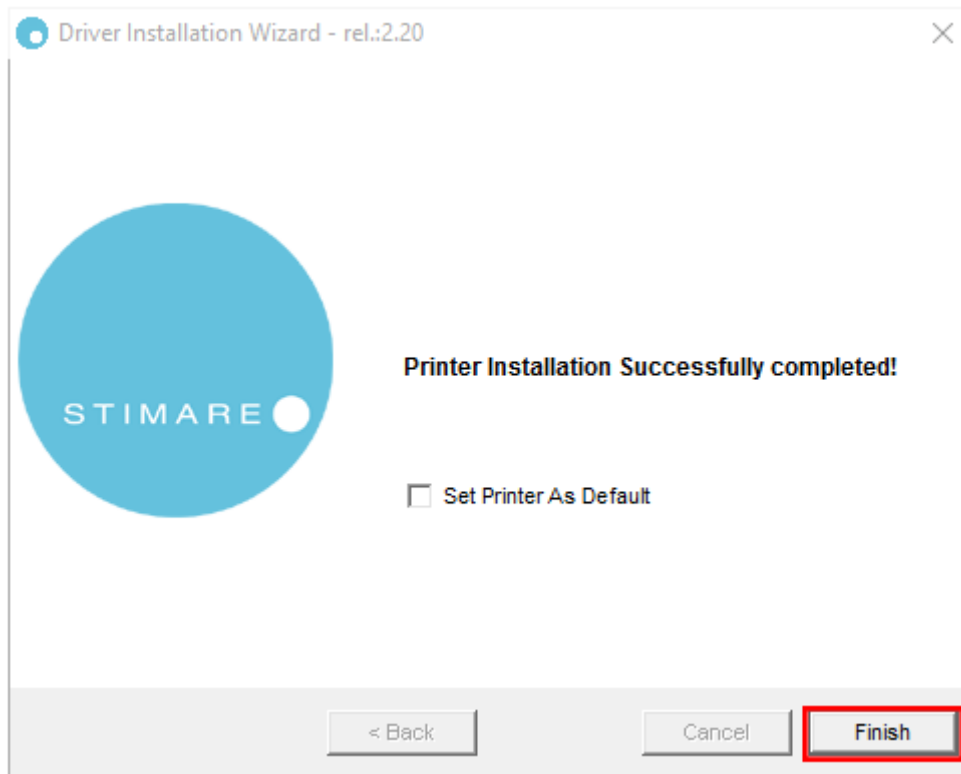 Driver Installation Wizard - rel.:2.20
STIMARE
Printer Installation Successfully completed!
Set Printer As Default
< Back
Cancel
Finish